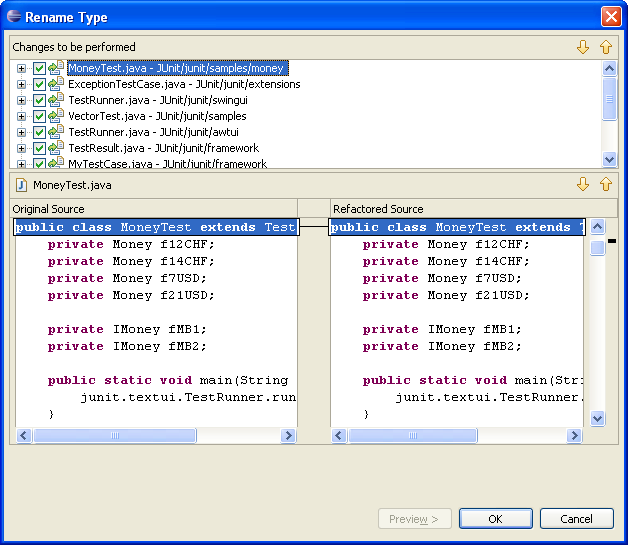 Rename Type
Changes to be performed
MoneyTest.java - JUnit/junit/samples/money
ExceptionTestCase.java - JUnit/junit/extensions
TestRunner.java - JUnit/junit/swingui
VectorTest.java - JUnit/junit/samples
TestRunner.java - JUnit/junit/awtui
TestResult.java - JUnit/junit/framework
MyTestCase.java - JUnit/junit/framework
MoneyTest.java
Original Source
Refactored Source
public class MoneyTest extends Test
private Money f12CHF;
private Money f14CHF;
private Money f7USD;
private Money f21USD;
private IMoney fMB1;
private IMoney fMB2;
public static void main(String
junit.textui.TestRunner.run
}
public class MoneyTest extends
private Money f12CHF;
private Money f14CHF;
private Money f7USD;
private Money f21USD;
private IMoney fMB1;
private IMoney fMB2;
public static void main(Stri
junit.textui.TestRunner.
}
Preview >
OK
Cancel